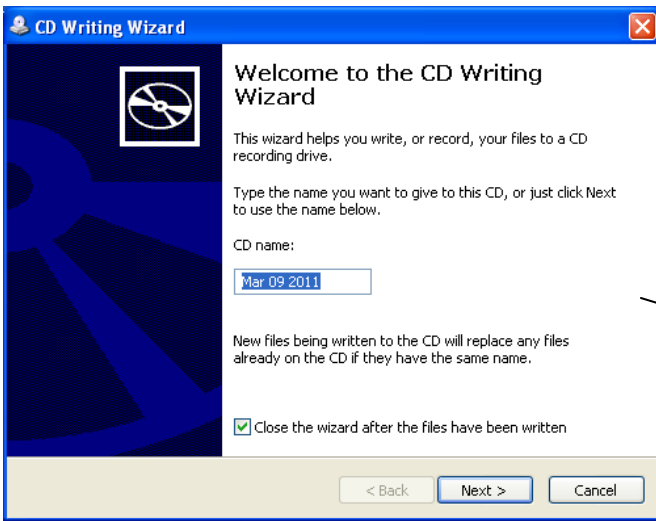 CD Writing Wizard
Welcome to the CD Writing
Wizard
This wizard helps you write, or record, your files to a CD
recording drive.
Type the name you want to give to this CD, or just click Next
to use the name below.
CD name:
Mar 09 2011
New files being written to the CD will replace any files
already on the CD if they have the same name.
Close the wizard after the files have been written
< Back Next > Cancel